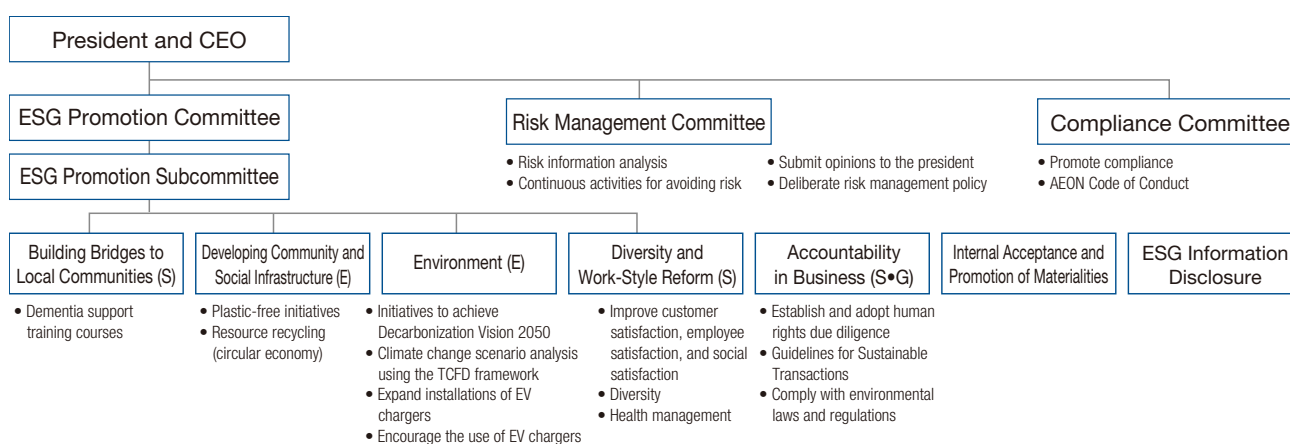 President and CEO
ESG Promotion Committee
Risk Management Committee
Compliance Committee
• Risk information analysis
• Continuous activities for avoiding risk
• Submit opinions to the president
• Deliberate risk management policy
• Promote compliance
• AEON Code of Conduct
ESG Promotion Subcommittee
Building Bridges to
Local Communities (S)
• Dementia support
training courses
Developing Community and
Social Infrastructure (E)
• Plastic-free initiatives
• Resource recycling
(circular economy)
Environment (E)
• Initiatives to achieve
Decarbonization Vision 2050
• Climate change scenario analysis
using the TCFD framework
• Expand installations of EV
chargers
• Encourage the use of EV chargers
Diversity and
Work-Style Reform (S)
• Improve customer
satisfaction, employee
satisfaction, and social
satisfaction
• Diversity
• Health management
Accountability
in Business (S•G)
• Establish and adopt human
rights due diligence
• Guidelines for Sustainable
Transactions
• Comply with environmental
laws and regulations
Internal Acceptance and
Promotion of Materialities
ESG Information
Disclosure